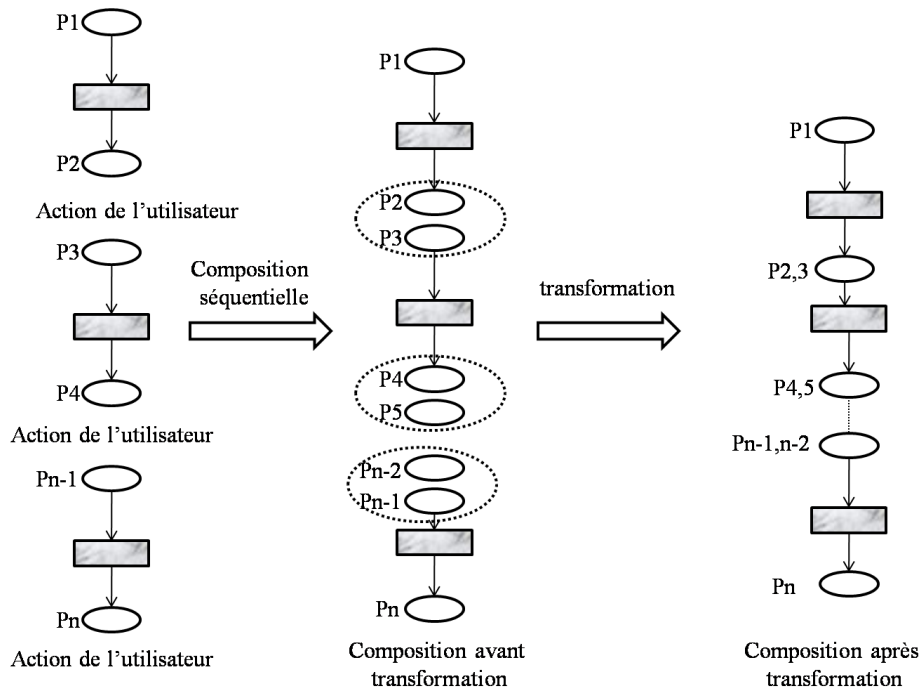 P1
P2
Action de l'utilisateur
P3
P4
Action de l'utilisateur
Pn-1
Pn
Action de l'utilisateur
Composition
séquentielle
P1
P2
P3
P4
P5
Pn-2
Pn-1
Pn
Composition avant
transformation
transformation
P1
P2,3
P4,5
Pn-1,n-2
Pn
Composition après
transformation